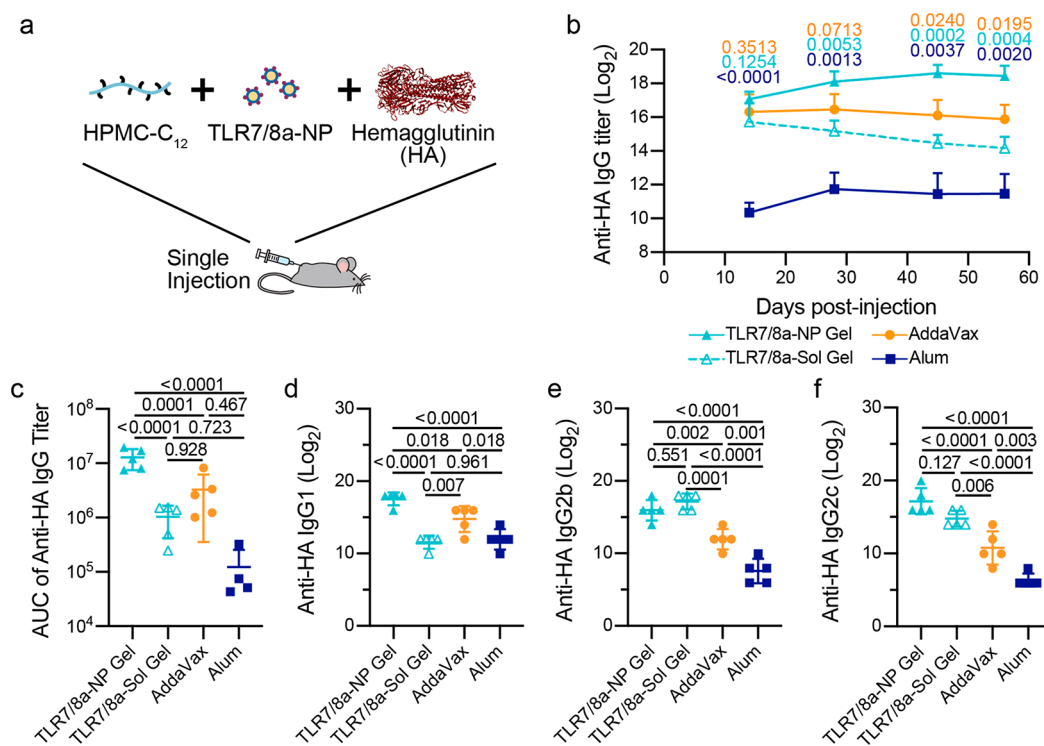 a
HPMC-C12
TLR7/8a-NP
Hemagglutinin
(HA)
Single
Injection
b
0.3513
0.1254
<0.0001
0.0713
0.0053
0.0013
0.0240
0.0002
0.0037
0.0195
0.0004
0.0020
Anti-HA IgG titer (Log2)
20
18
16
14
12
10
8
0 10 20 30 40 50 60
Days post-injection
TLR7/8a-NP Gel
AddaVax
TLR7/8a-Sol Gel
Alum
c
AUC of Anti-HA IgG Titer
<0.0001
0.0001 0.467
<0.0001 0.723
0.928
10^8
10^7
10^6
10^5
10^4
TLR7/8a-NP Gel
TLR7/8a-Sol Gel
AddaVax
Alum
d
Anti-HA IgG1 (Log2)
<0.0001
0.018 0.018
<0.0001 0.961
0.007
30
20
10
0
TLR7/8a-NP Gel
TLR7/8a-Sol Gel
AddaVax
Alum
e
Anti-HA IgG2b (Log2)
<0.0001
0.002 0.001
0.551 <0.0001
0.0001
30
20
10
0
TLR7/8a-NP Gel
TLR7/8a-Sol Gel
AddaVax
Alum
f
Anti-HA IgG2c (Log2)
<0.0001
<0.0001 0.003
0.127 <0.0001
0.006
30
20
10
0
TLR7/8a-NP Gel
TLR7/8a-Sol Gel
AddaVax
Alum